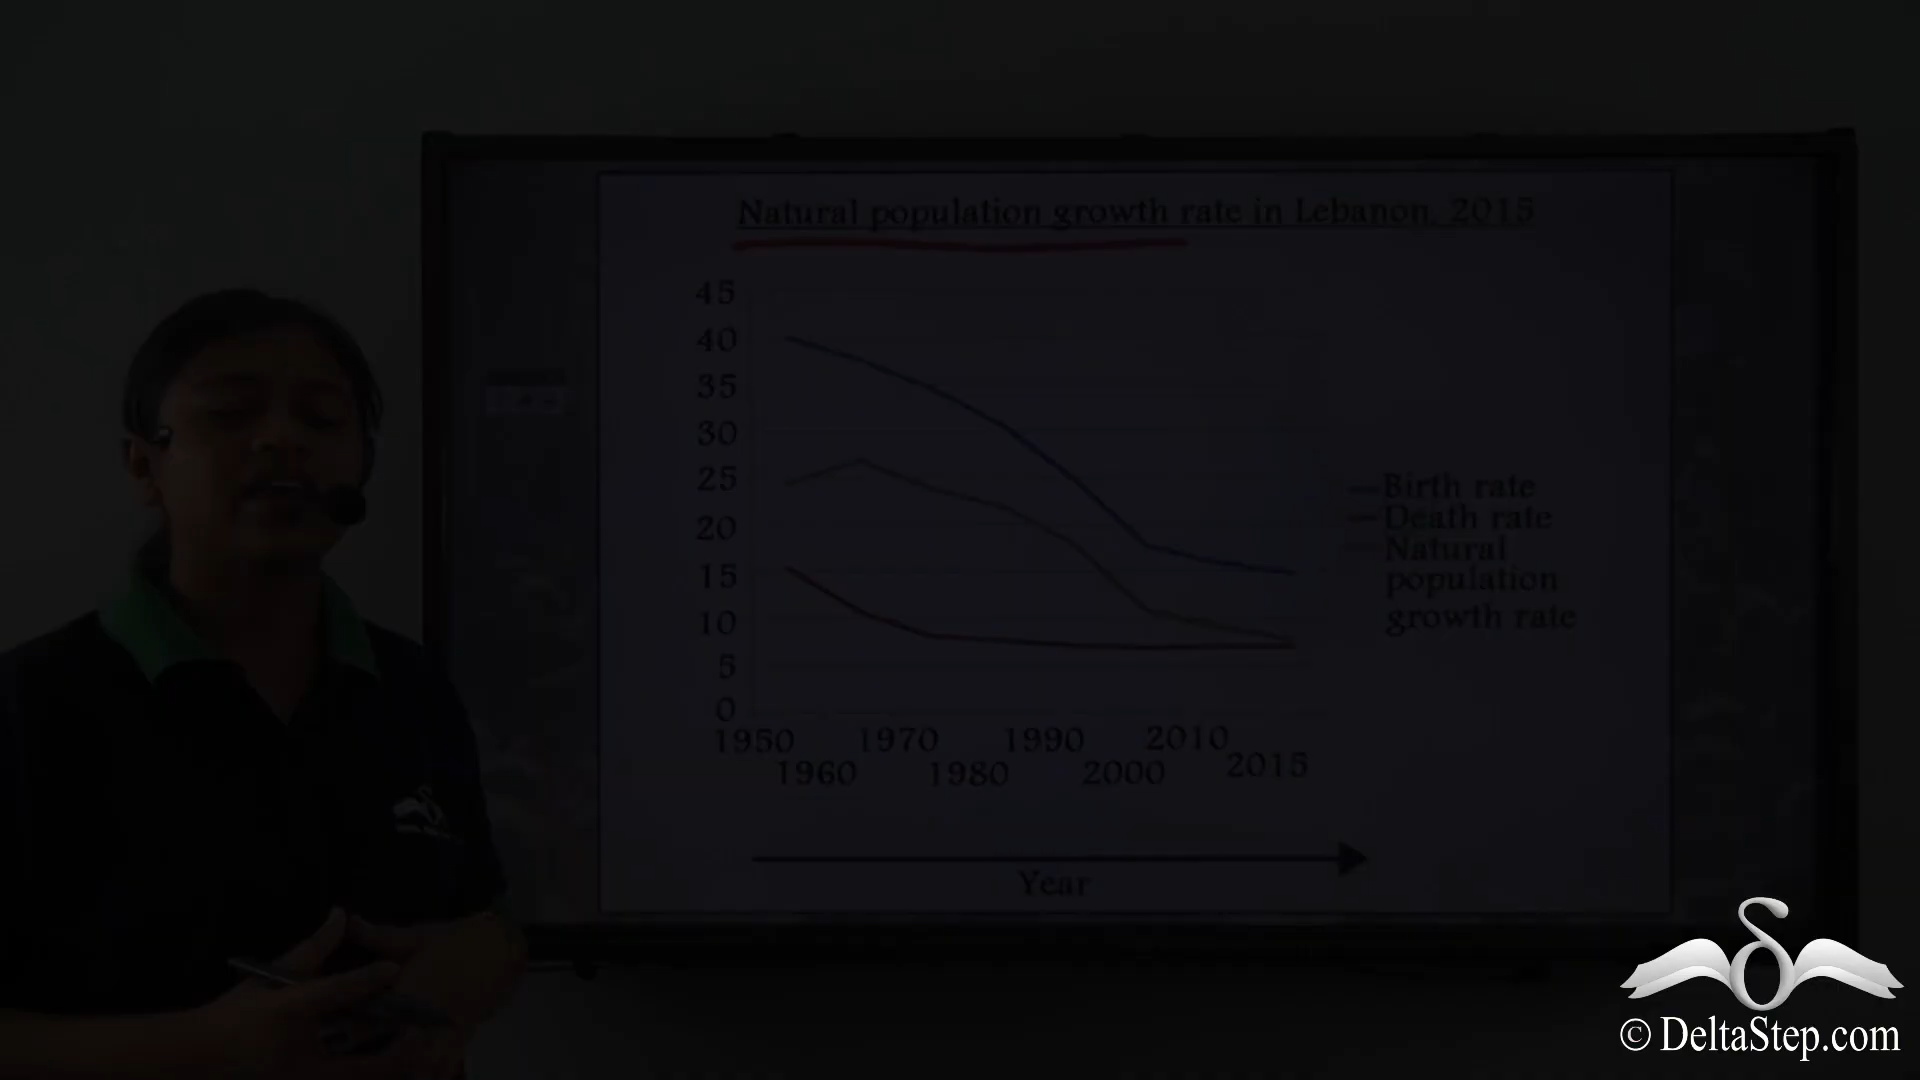 Natural population growth rate in Lebanon, 2015
45
40
35
30
25
20
15
10
5
0
1950 1970 1990 2010
1960 1980 2000 2015
Year
Birth rate
Death rate
Natural
population
growth rate
© DeltaStep.com